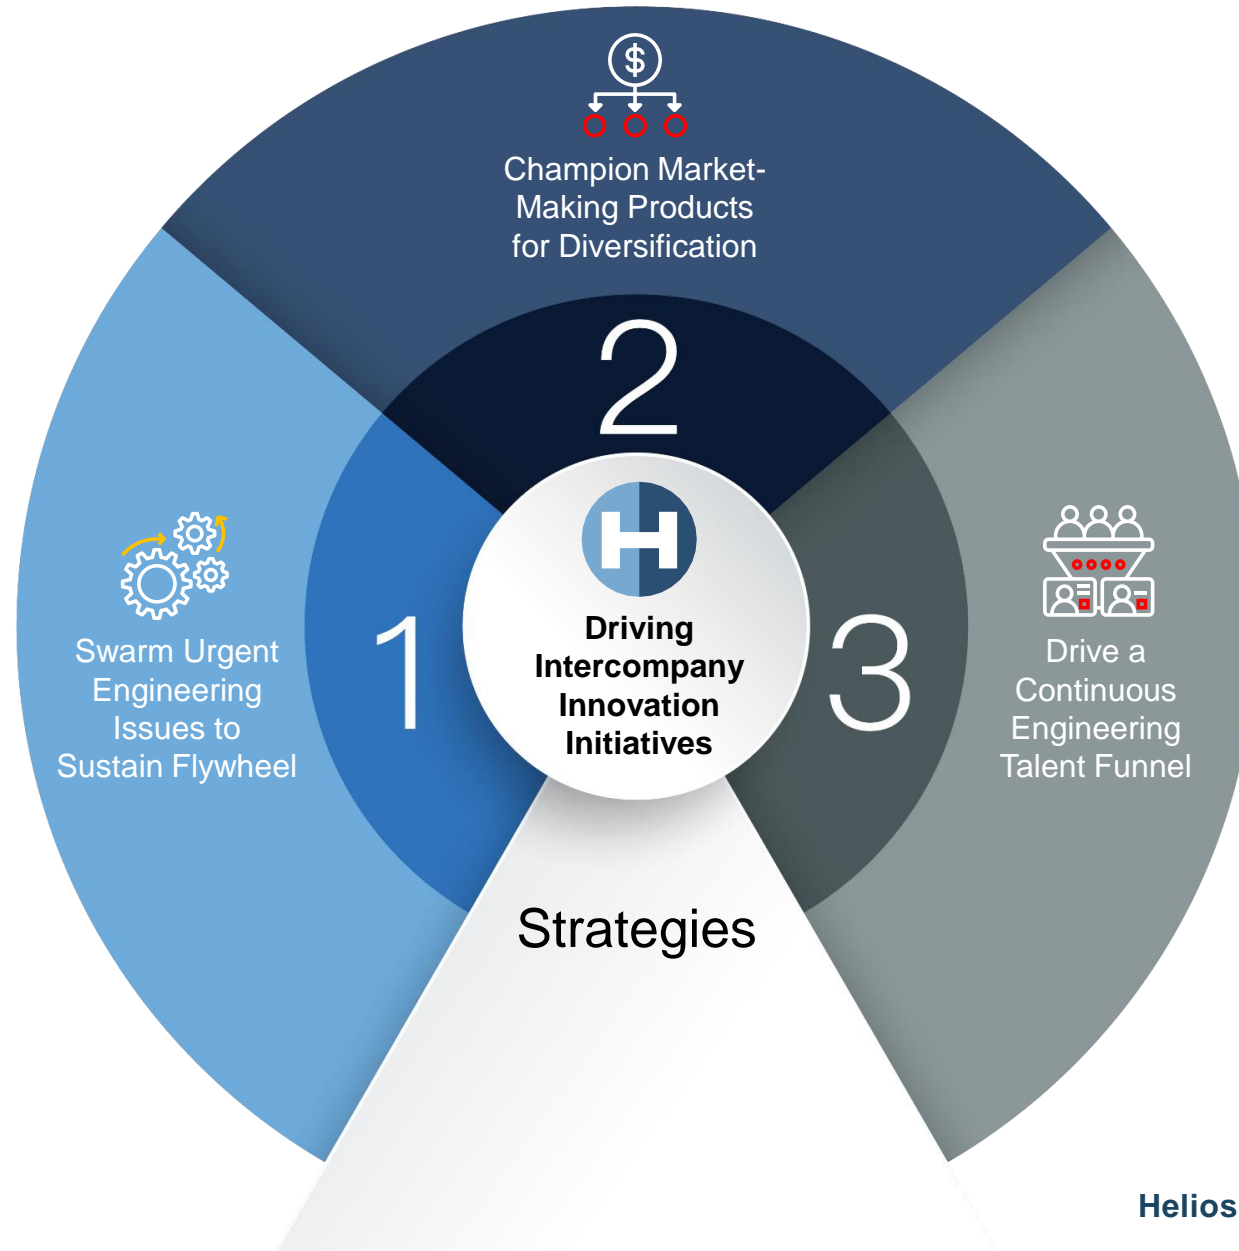 $
Champion Market-
Making Products
for Diversification
2
H
Driving
Intercompany
Innovation
Initiatives
1
Swarm Urgent
Engineering
Issues to
Sustain Flywheel
3
Drive a
Continuous
Engineering
Talent Funnel
Strategies
Helios